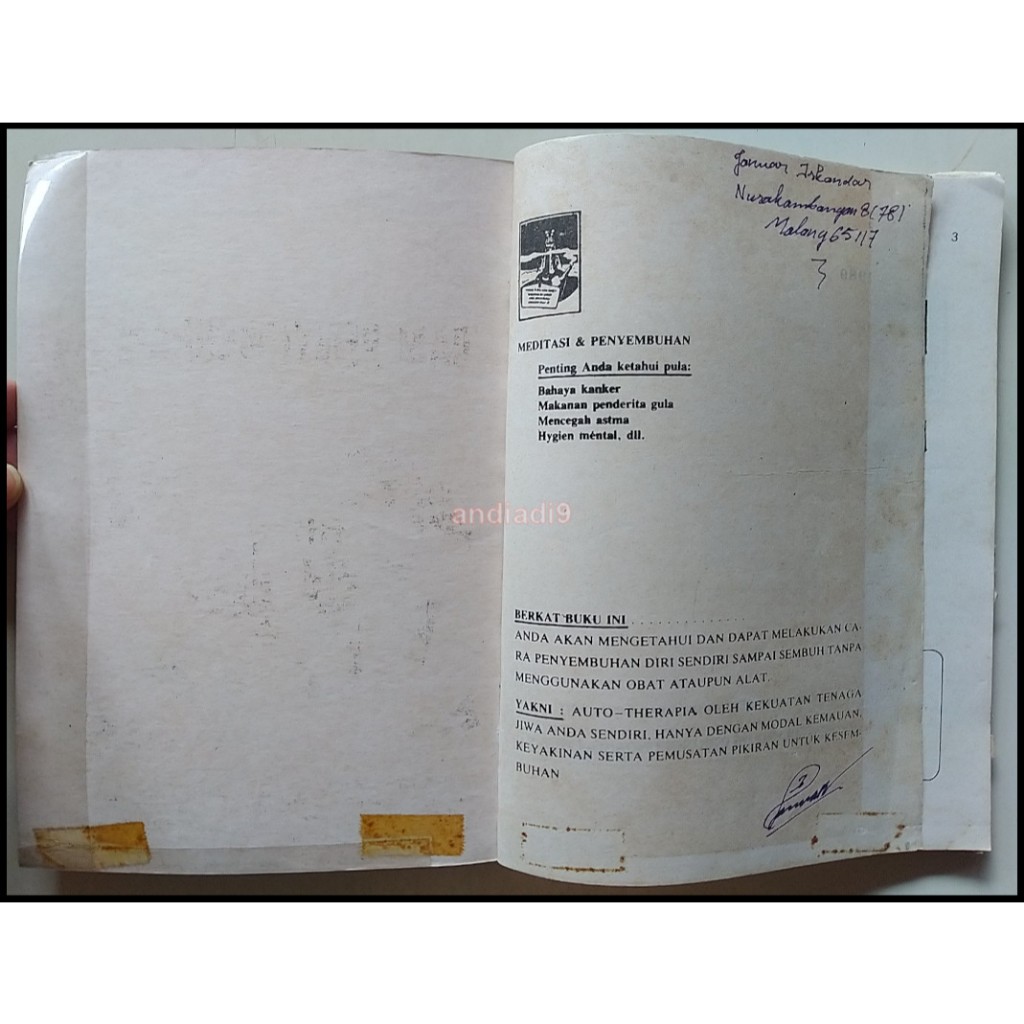 Januar Iskandar
Nusakambangan 8 (78)
Malang 65117
3
MEDITASI & PENYEMBUHAN
Penting Anda ketahui pula:
Bahaya kanker
Makanan penderita gula
Mencegah astma
Hygien mental, dll.
andiadi9
BERKAT BUKU INI . . . . . . . . . . . . . .
ANDA AKAN MENGETAHUI DAN DAPAT MELAKUKAN CA-
RA PENYEMBUHAN DIRI SENDIRI SAMPAI SEMBUH TANPA
MENGGUNAKAN OBAT ATAUPUN ALAT.
YAKNI : AUTO-THERAPIA OLEH KEKUATAN TENAGA
JIWA ANDA SENDIRI, HANYA DENGAN MODAL KEMAUAN,
KEYAKINAN SERTA PEMUSATAN PIKIRAN UNTUK KESEM-
BUHAN